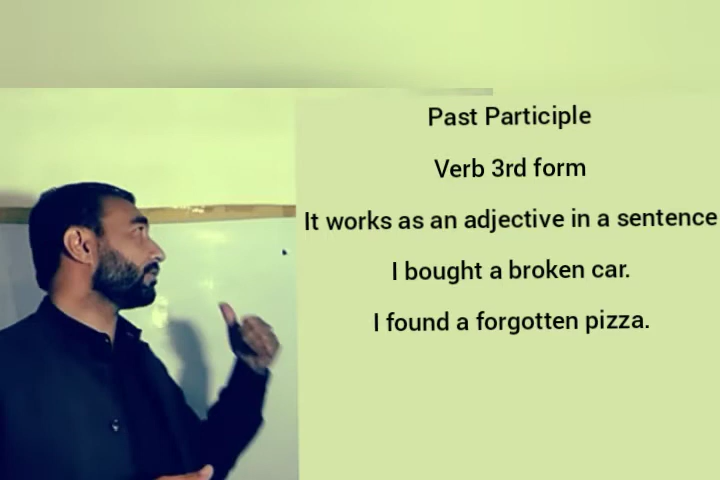 Past Participle
Verb 3rd form
It works as an adjective in a sentence
I bought a broken car.
I found a forgotten pizza.